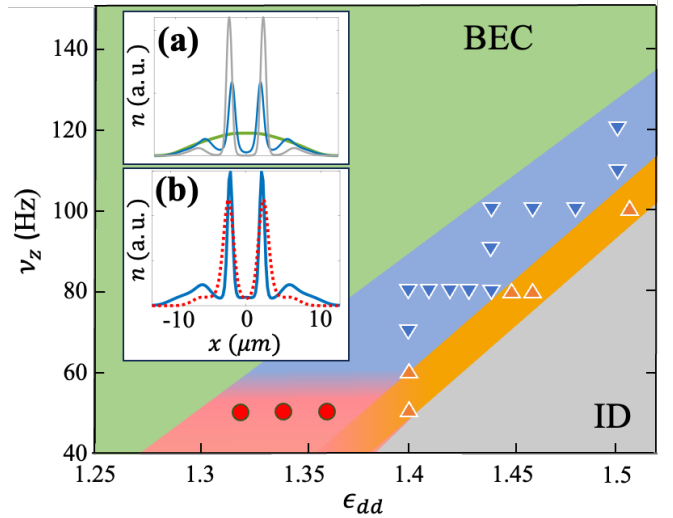 BEC
(a)
n (a. u.)
(b)
n (a. u.)
-10 0 10
x (μm)
ID
140
120
100
80
60
40
ν_z (Hz)
1.25 1.3 1.35 1.4 1.45 1.5
ϵ_dd